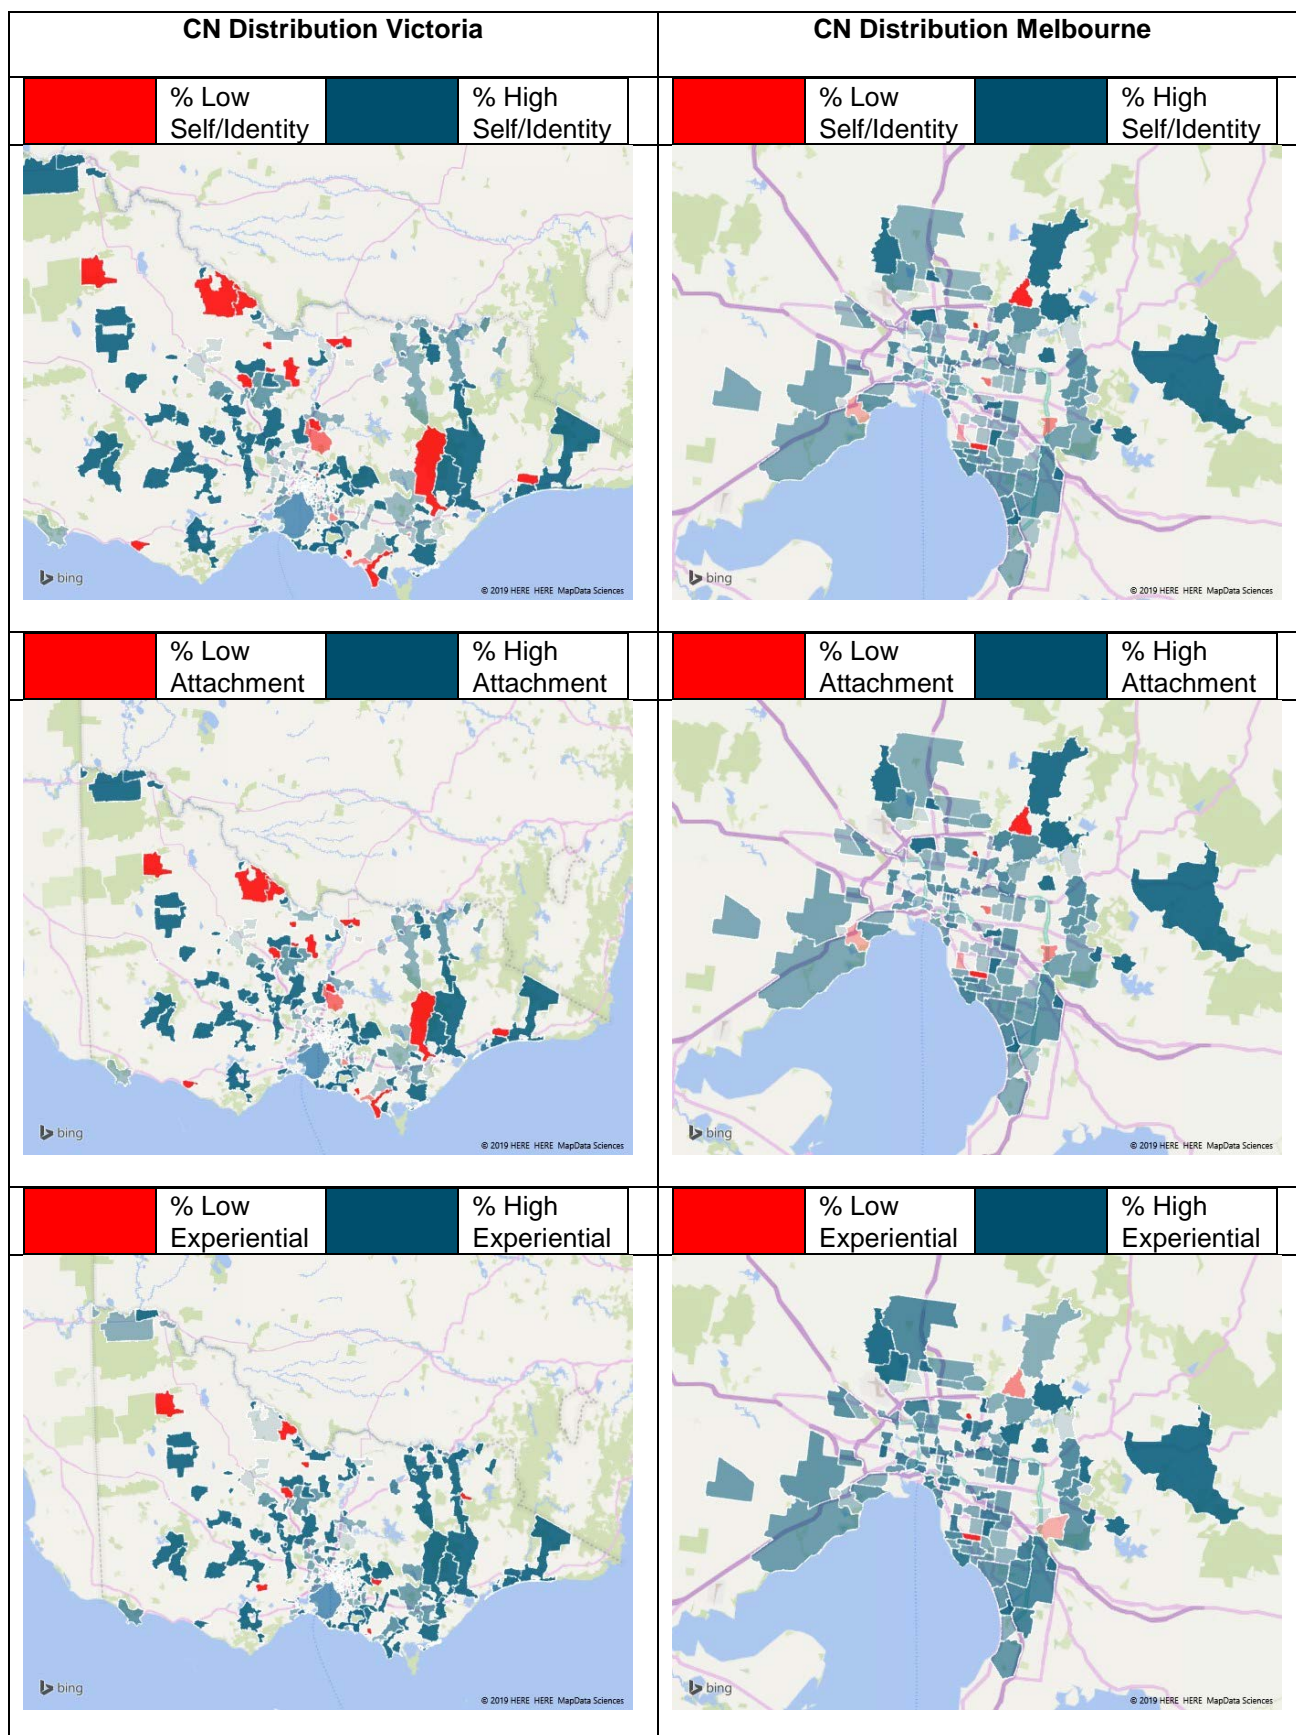 CN Distribution Victoria
CN Distribution Melbourne
% Low
Self/Identity
% High
Self/Identity
% Low
Self/Identity
% High
Self/Identity
bing
© 2019 HERE HERE MapData Sciences
bing
© 2019 HERE HERE MapData Sciences
% Low
Attachment
% High
Attachment
% Low
Attachment
% High
Attachment
bing
© 2019 HERE HERE MapData Sciences
bing
© 2019 HERE HERE MapData Sciences
% Low
Experiential
% High
Experiential
% Low
Experiential
% High
Experiential
bing
© 2019 HERE HERE MapData Sciences
bing
© 2019 HERE HERE MapData Sciences